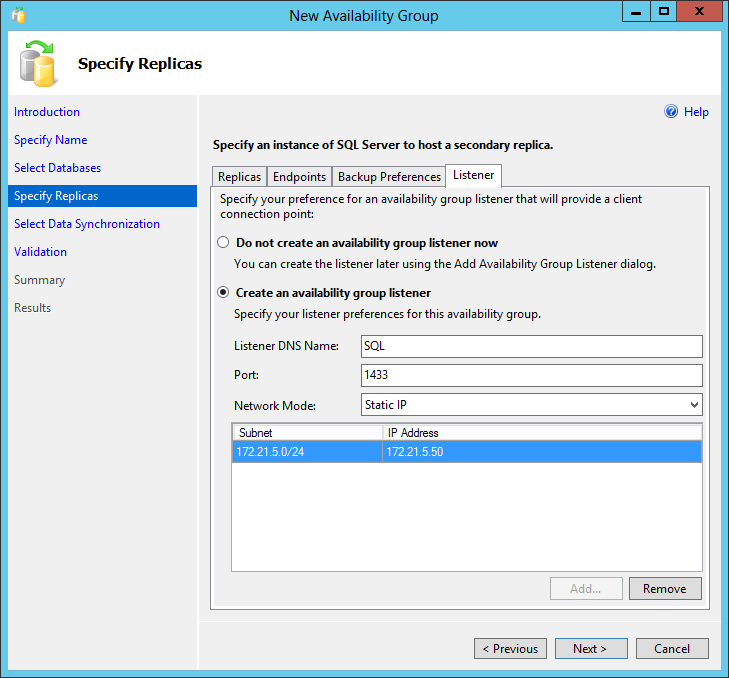 New Availability Group
Specify Replicas
Introduction
Specify Name
Select Databases
Specify Replicas
Select Data Synchronization
Validation
Summary
Results
Help
Specify an instance of SQL Server to host a secondary replica.
Replicas Endpoints Backup Preferences Listener
Specify your preference for an availability group listener that will provide a client
connection point:
Do not create an availability group listener now
You can create the listener later using the Add Availability Group Listener dialog.
Create an availability group listener
Specify your listener preferences for this availability group.
Listener DNS Name: SQL
Port: 1433
Network Mode: Static IP
Subnet IP Address
172.21.5.0/24 172.21.5.50
Add... Remove
< Previous Next > Cancel